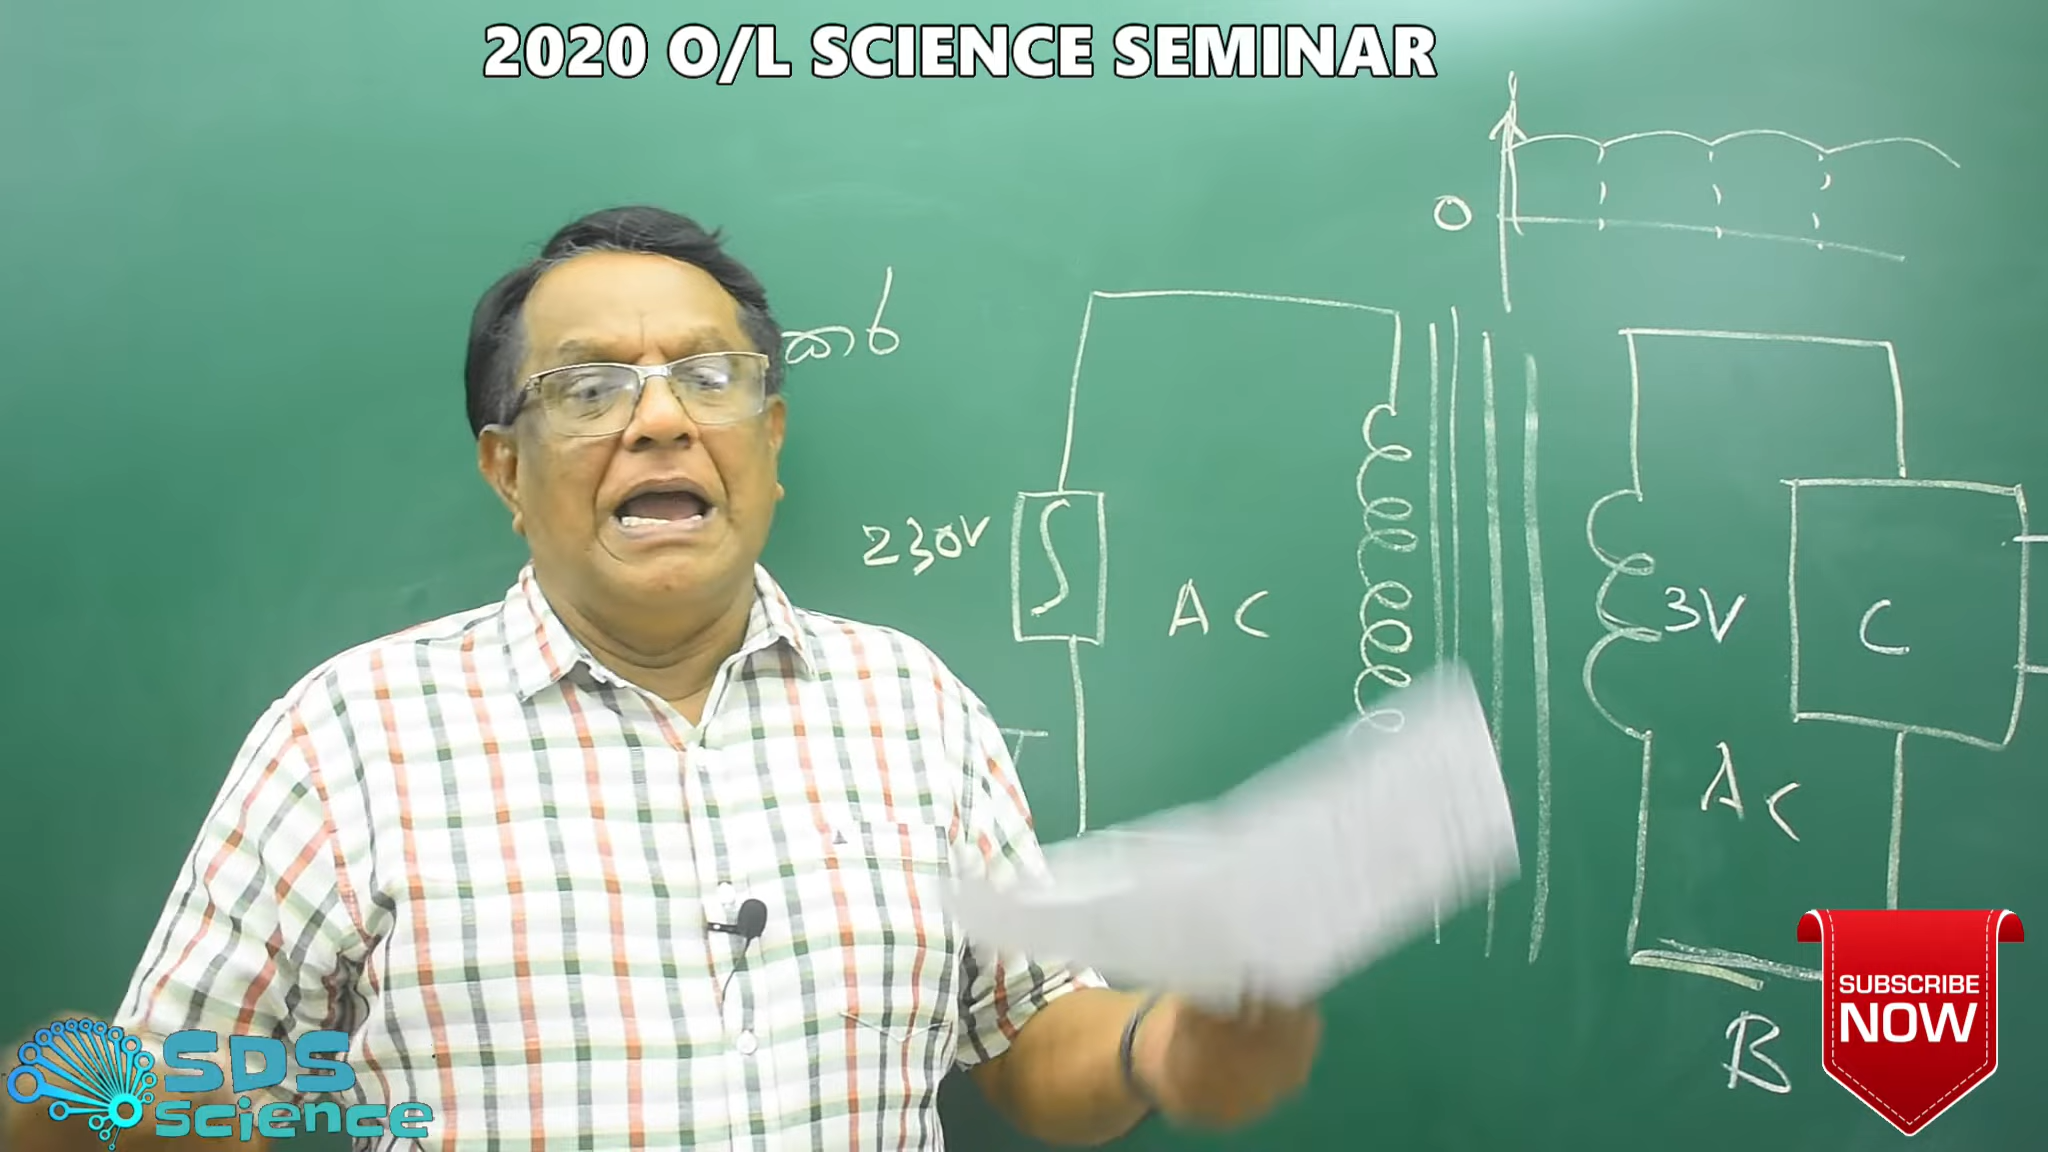 2020 O/L SCIENCE SEMINAR
0
කාර්
230V
AC
3V
C
AC
B
SUBSCRIBE
NOW
SDS
Science